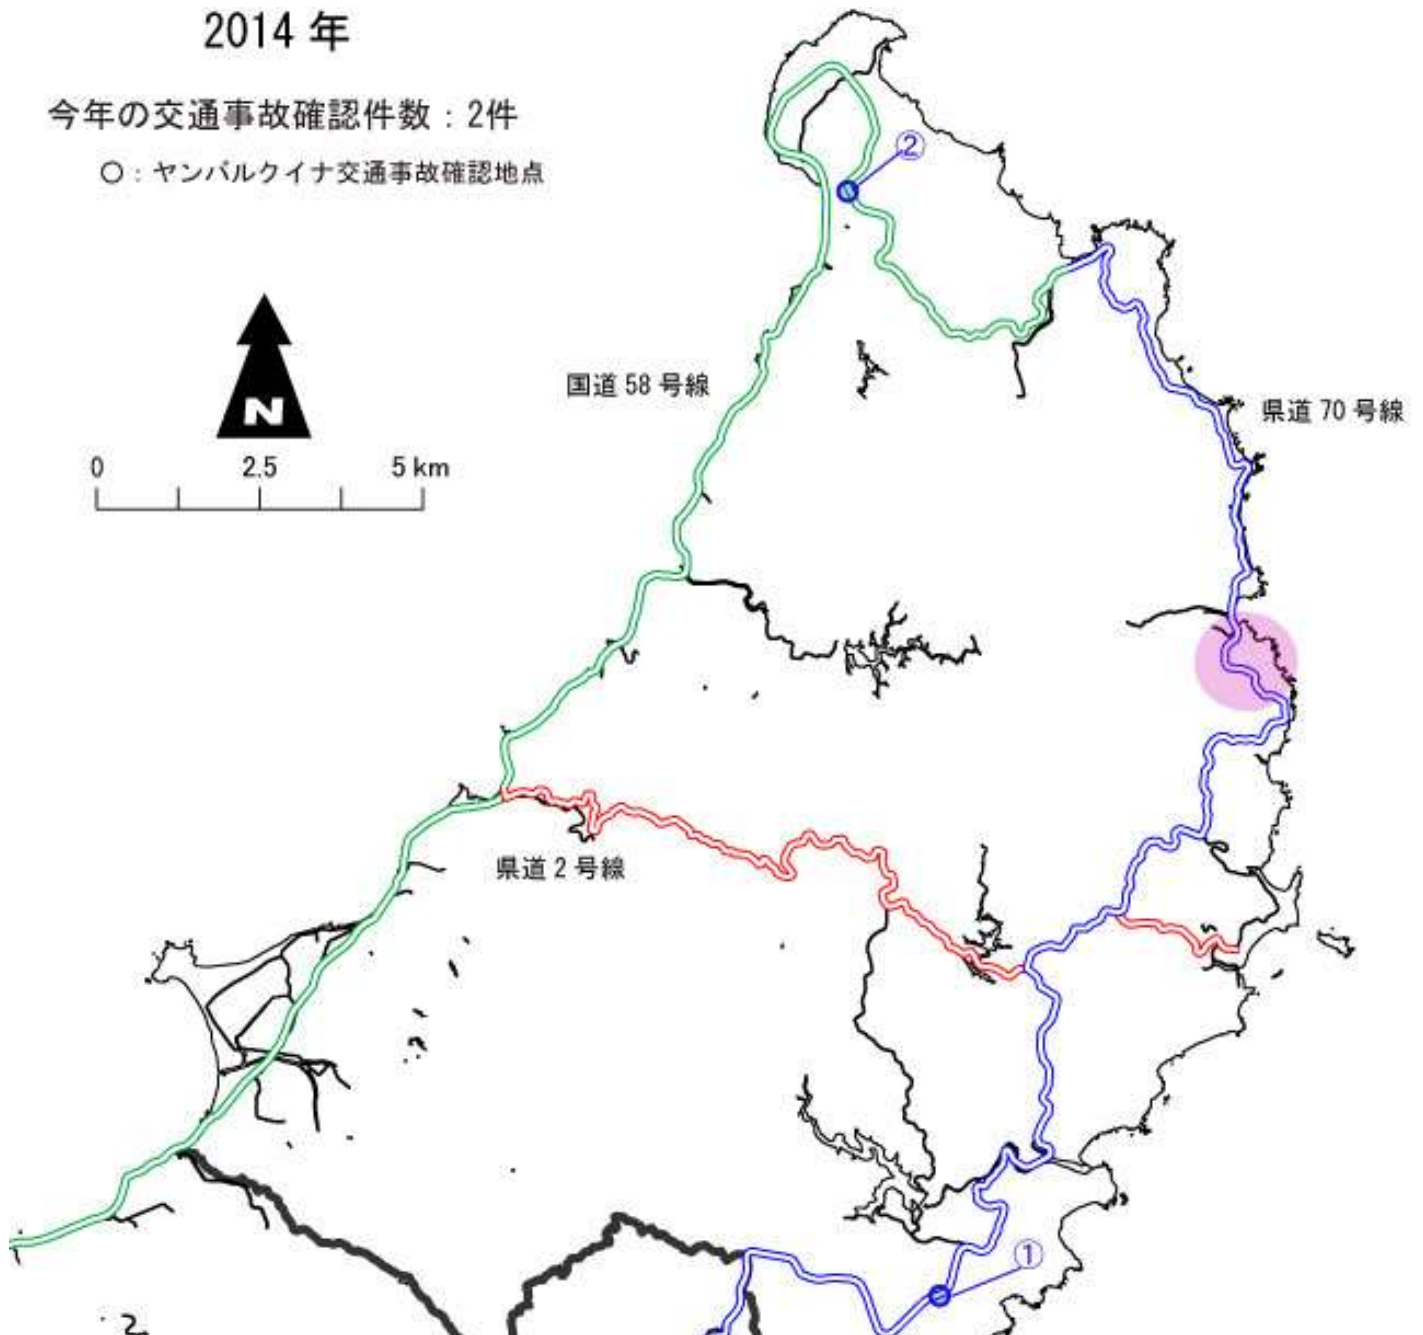 2014 年
今年の交通事故確認件数：2件
○：ヤンバルクイナ交通事故確認地点
②
国道 58 号線
県道 70 号線
N
0 2.5 5 km
県道 2 号線
①